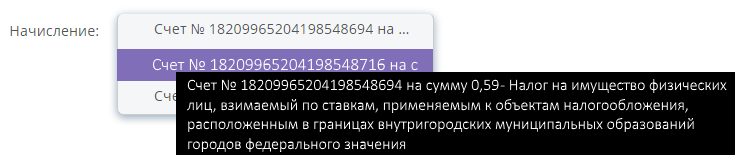 Начисление:
Счет № 18209965204198548694 на ...
Счет № 18209965204198548716 на с
Сче
Счет № 18209965204198548694 на сумму 0,59- Налог на имущество физических
лиц, взимаемый по ставкам, применяемым к объектам налогообложения,
расположенным в границах внутригородских муниципальных образований
городов федерального значения